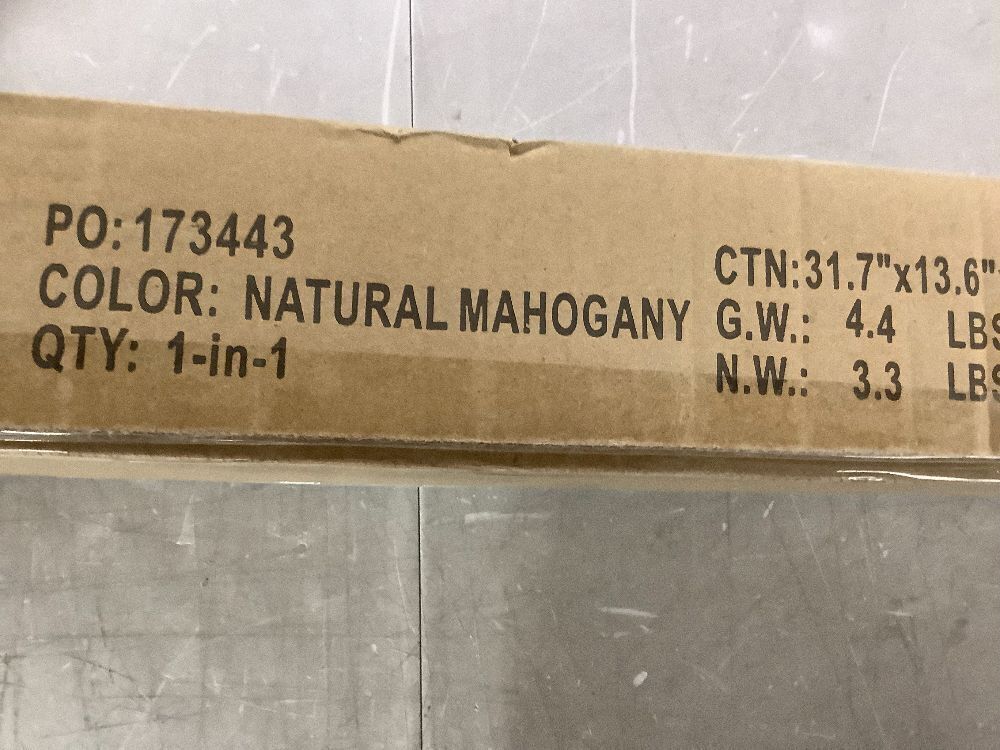 PO: 173443
COLOR: NATURAL MAHOGANY
QTY: 1-in-1
CTN:31.7"x13.6"
G.W.: 4.4 LBS
N.W.: 3.3 LBS